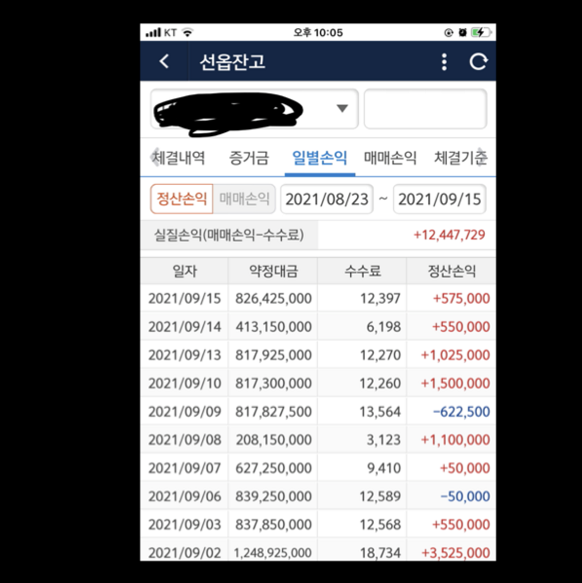 KT 오후 10:05
선옵잔고
체결내역 증거금 일별손익 매매손익 체결기준
정산손익 매매손익 2021/08/23 ~ 2021/09/15
실질손익(매매손익-수수료) +12,447,729
일자 약정대금 수수료 정산손익
2021/09/15 826,425,000 12,397 +575,000
2021/09/14 413,150,000 6,198 +550,000
2021/09/13 817,925,000 12,270 +1,025,000
2021/09/10 817,300,000 12,260 +1,500,000
2021/09/09 817,827,500 13,564 -622,500
2021/09/08 208,150,000 3,123 +1,100,000
2021/09/07 627,250,000 9,410 +50,000
2021/09/06 839,250,000 12,589 -50,000
2021/09/03 837,850,000 12,568 +550,000
2021/09/02 1,248,925,000 18,734 +3,525,000